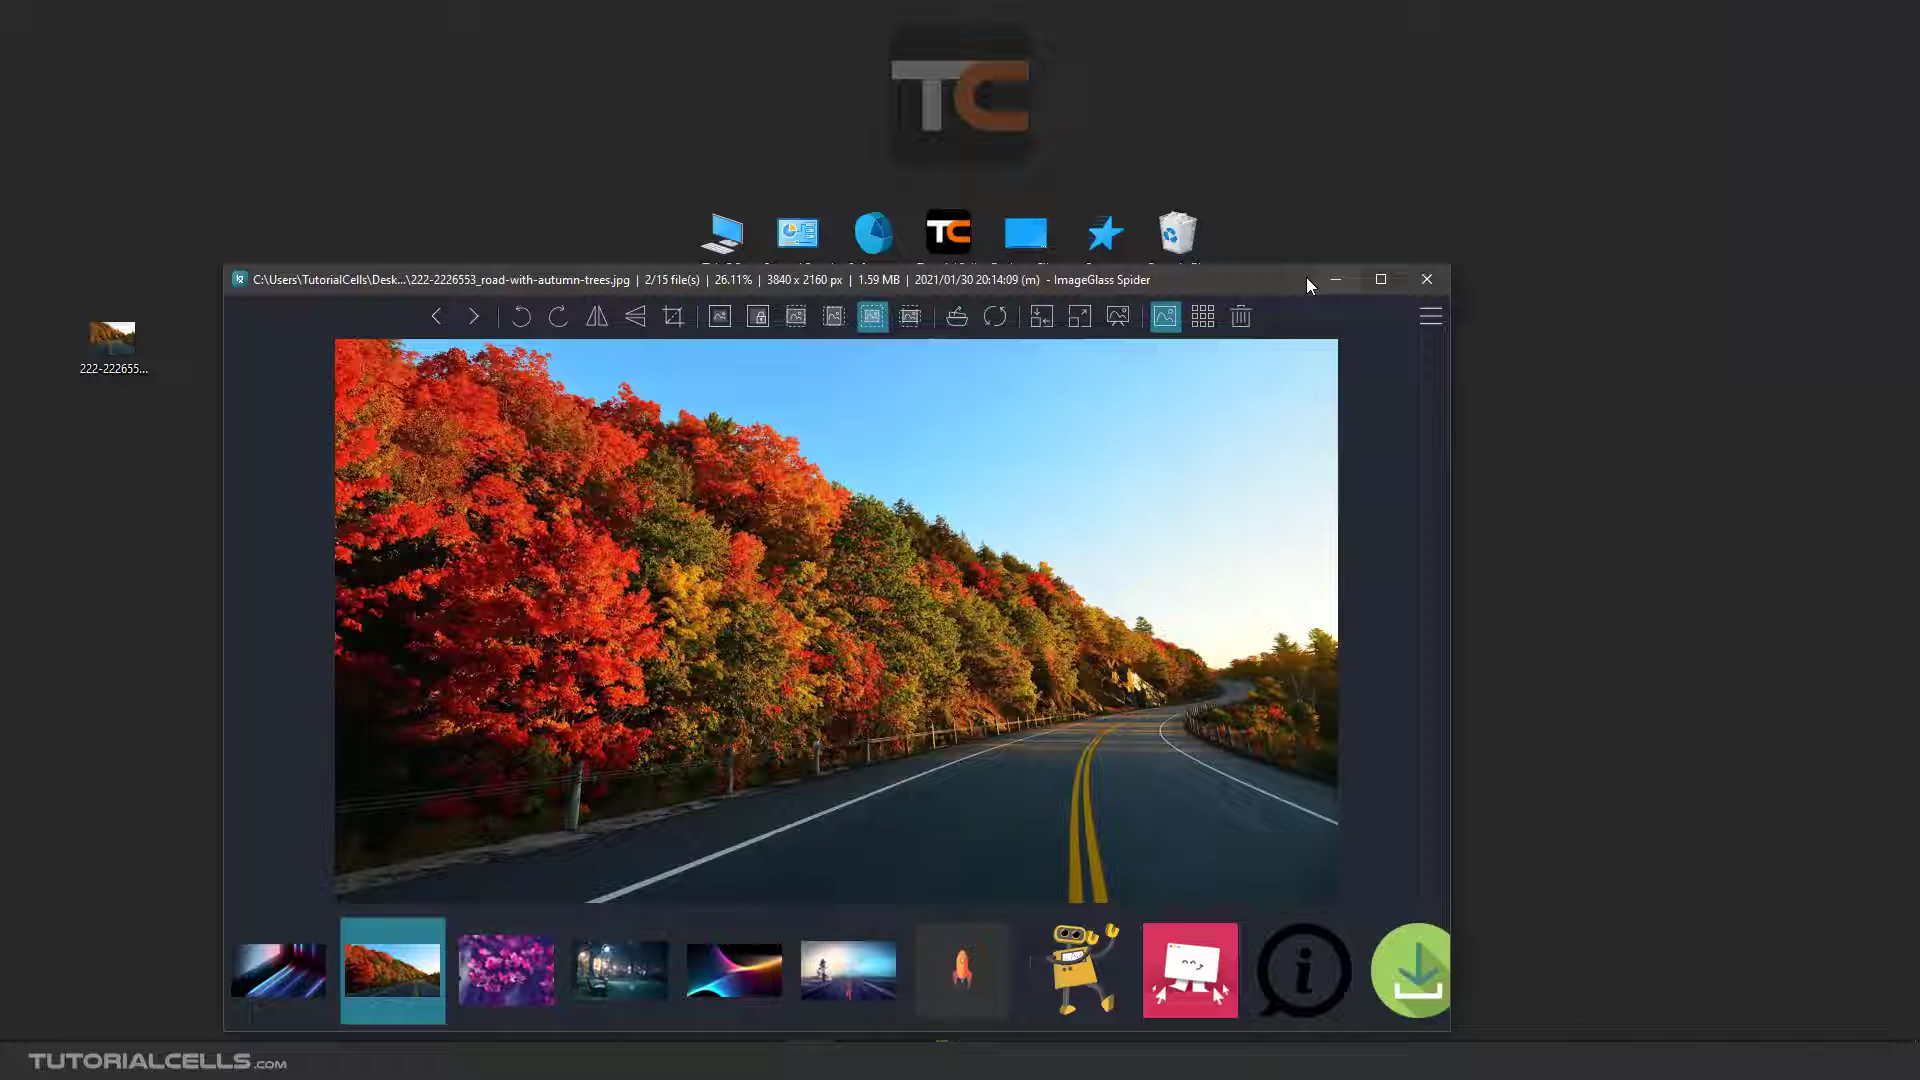 TC
TC
C:\Users\TutorialCells\Desk...\222-2226553_road-with-autumn-trees.jpg | 2/15 file(s) | 26.11% | 3840 x 2160 px | 1.59 MB | 2021/01/30 20:14:09 (m) - ImageGlass Spider
222-222655...
i
TUTORIALCELLS.COM